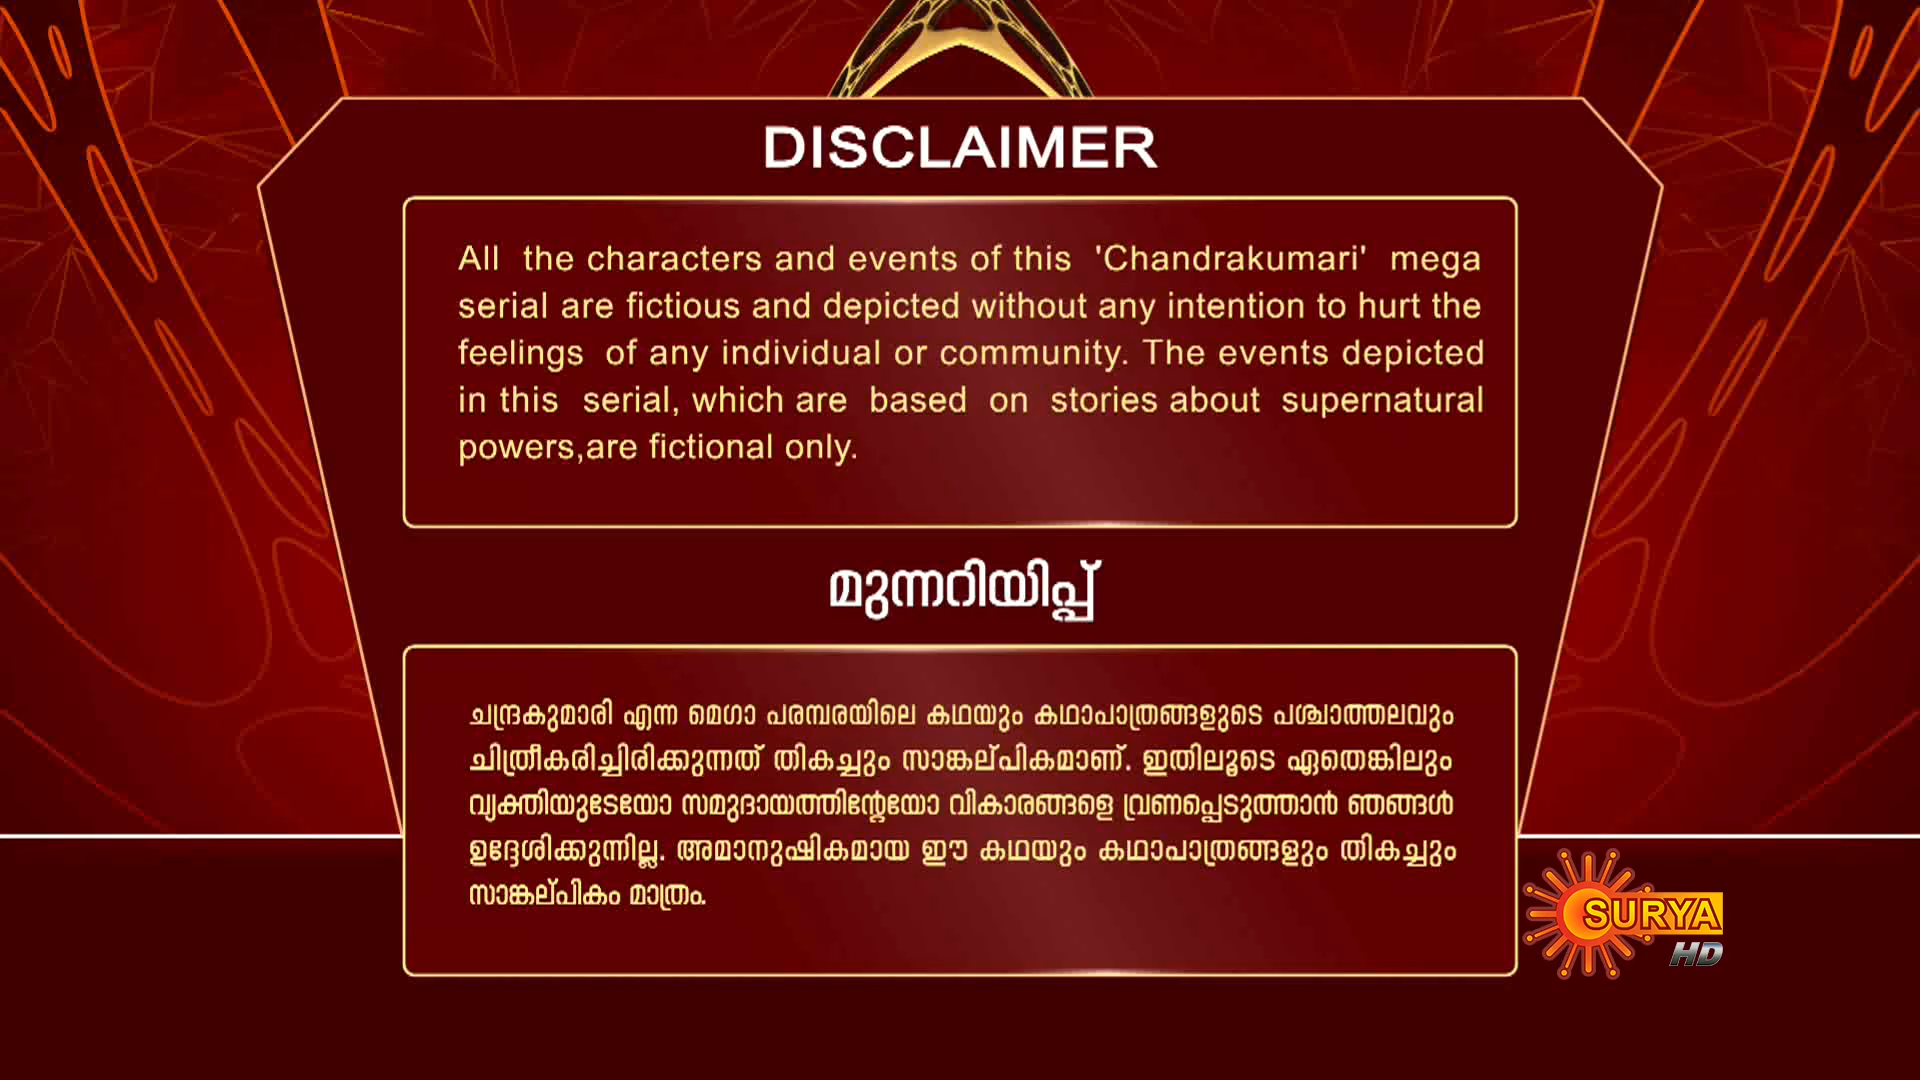 DISCLAIMER
All the characters and events of this 'Chandrakumari' mega
serial are fictious and depicted without any intention to hurt the
feelings of any individual or community. The events depicted
in this serial, which are based on stories about supernatural
powers,are fictional only.
മുന്നറിയിപ്പ്
ചന്ദ്രകുമാരി എന്ന മെഗാ പരമ്പരയിലെ കഥയും കഥാപാത്രങ്ങളുടെ പശ്ചാത്തലവും
ചിത്രീകരിച്ചിരിക്കുന്നത് തികച്ചും സാങ്കല്പികമാണ്. ഇതിലൂടെ ഏതെങ്കിലും
വ്യക്തിയുടേയോ സമുദായത്തിന്റേയോ വികാരങ്ങളെ വ്രണപ്പെടുത്താൻ ഞങ്ങൾ
ഉദ്ദേശിക്കുന്നില്ല. അമാനുഷികമായ ഈ കഥയും കഥാപാത്രങ്ങളും തികച്ചും
സാങ്കല്പികം മാത്രം.
SURYA
HD